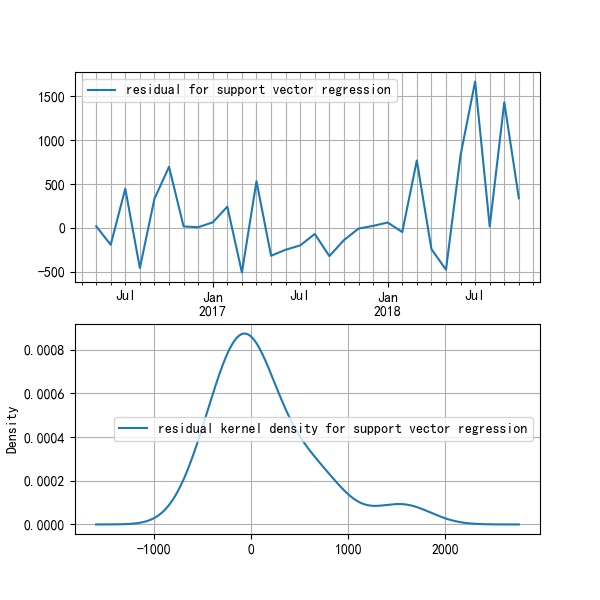 residual for support vector regression
1500
1000
500
0
−500
Jul
Jan
2017
Jul
Jan
2018
Jul
0.0008
0.0006
residual kernel density for support vector regression
0.0004
0.0002
0.0000
Density
−1000
0
1000
2000